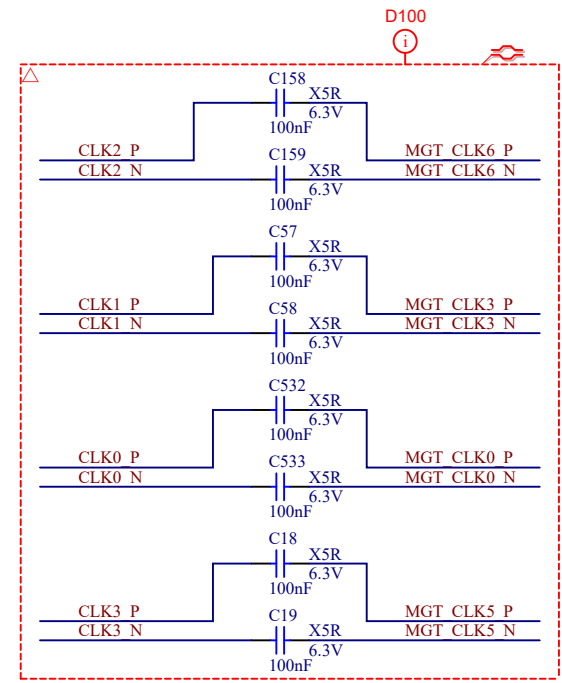 D100
i
C158
X5R
6.3V
100nF
CLK2_P
MGT_CLK6_P
CLK2_N
C159
X5R
MGT_CLK6_N
6.3V
100nF
C57
X5R
6.3V
100nF
CLK1_P
MGT_CLK3_P
CLK1_N
C58
X5R
MGT_CLK3_N
6.3V
100nF
C532
X5R
6.3V
100nF
CLK0_P
MGT_CLK0_P
CLK0_N
C533
X5R
MGT_CLK0_N
6.3V
100nF
C18
X5R
6.3V
100nF
CLK3_P
MGT_CLK5_P
CLK3_N
C19
X5R
MGT_CLK5_N
6.3V
100nF